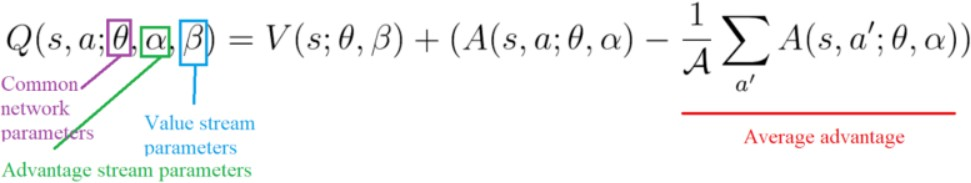 Q(s, a; θ, α, β) = V(s; θ, β) + (A(s, a; θ, α) − 1/𝒜 ∑_{a'} A(s, a'; θ, α))
Common
network
parameters
Value stream
parameters
Advantage stream parameters
Average advantage